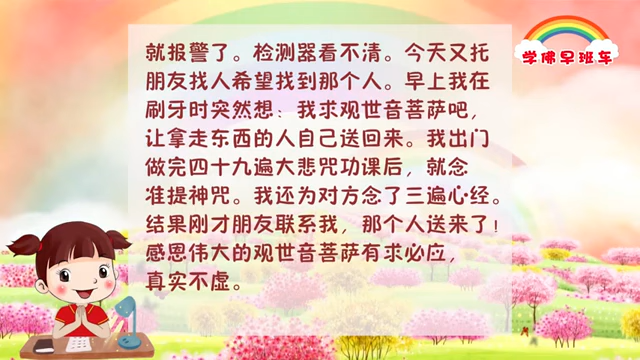 学佛早班车
就报警了。检测器看不清。今天又托
朋友找人希望找到那个人。早上我在
刷牙时突然想：我求观世音菩萨吧，
让拿走东西的人自己送回来。我出门
做完四十九遍大悲咒功课后，就念
准提神咒。我还为对方念了三遍心经。
结果刚才朋友联系我，那个人送来了！
感恩伟大的观世音菩萨有求必应，
真实不虚。